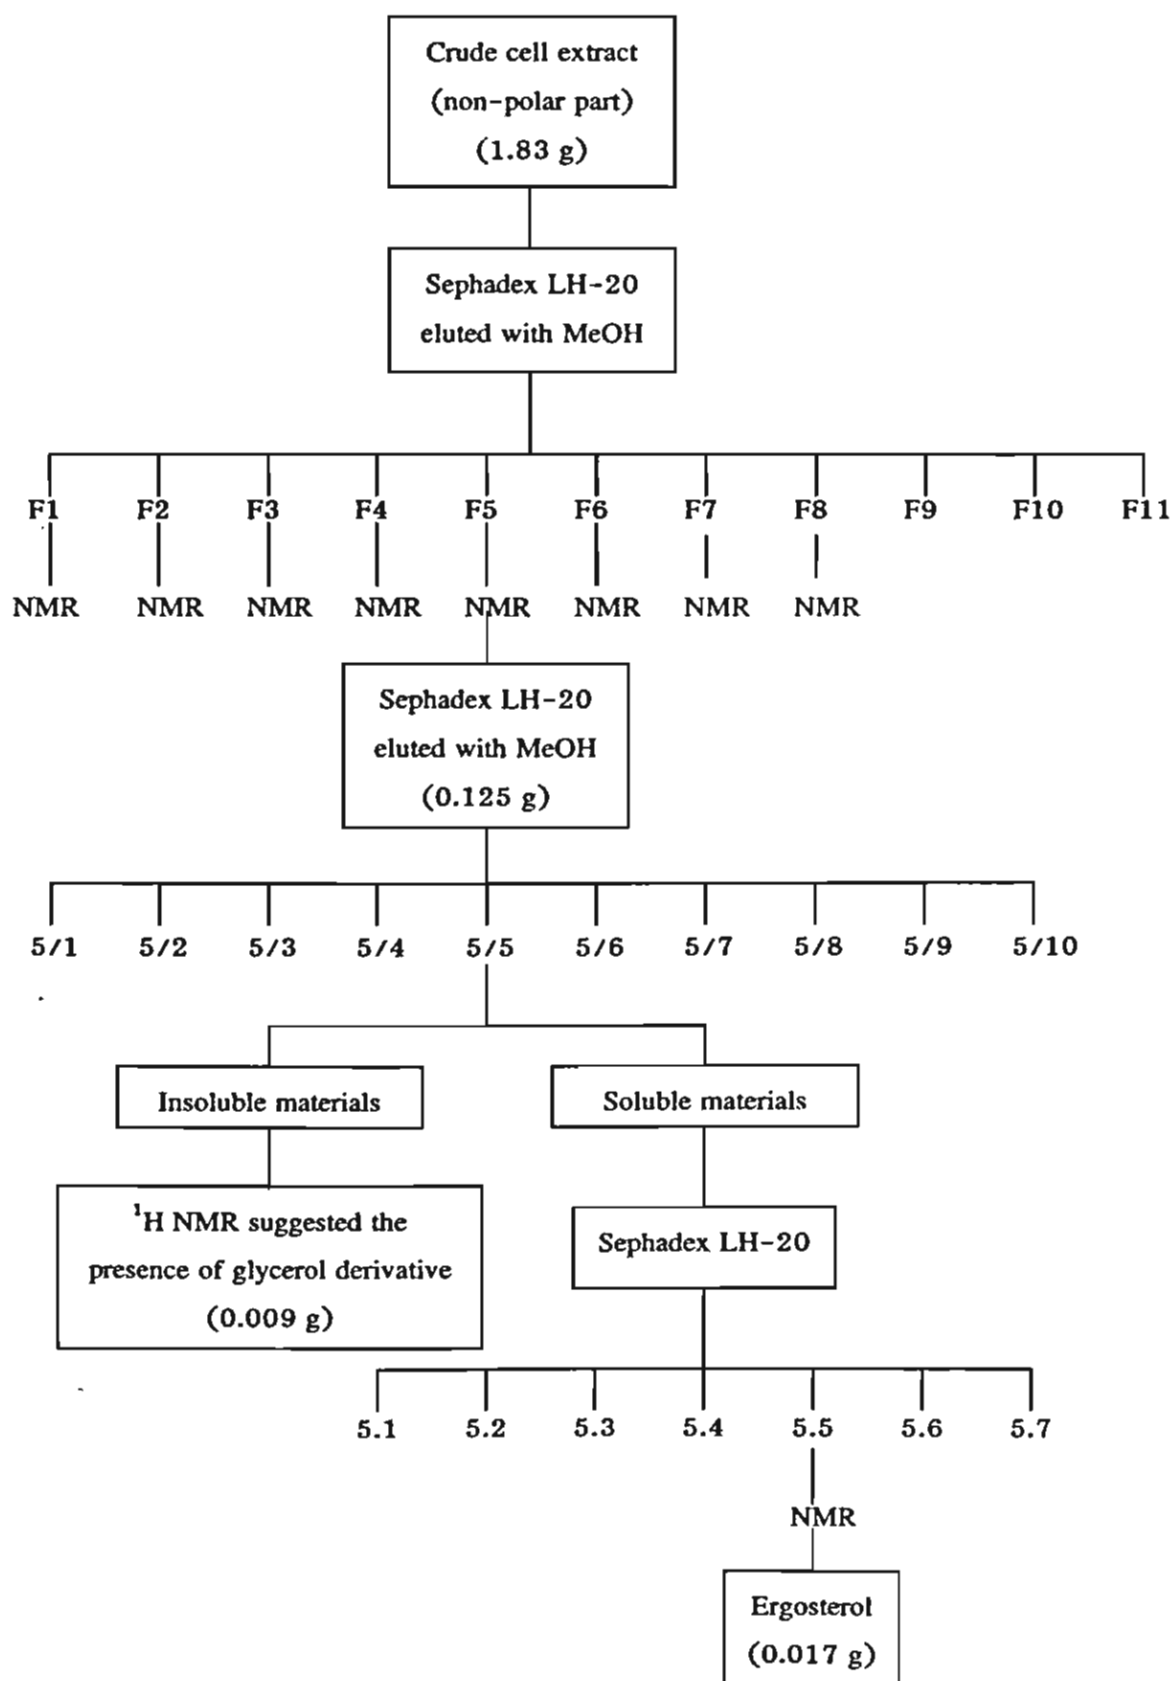 Crude cell extract
(non-polar part)
(1.83 g)
Sephadex LH-20
eluted with MeOH
F1 F2 F3 F4 F5 F6 F7 F8 F9 F10 F11
NMR NMR NMR NMR NMR NMR NMR NMR
Sephadex LH-20
eluted with MeOH
(0.125 g)
5/1 5/2 5/3 5/4 5/5 5/6 5/7 5/8 5/9 5/10
Insoluble materials Soluble materials
¹H NMR suggested the
presence of glycerol derivative
(0.009 g)
Sephadex LH-20
5.1 5.2 5.3 5.4 5.5 5.6 5.7
NMR
Ergosterol
(0.017 g)